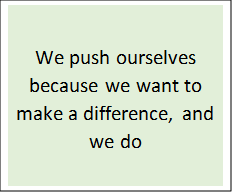 We push ourselves
because we want to
make a difference, and
we do